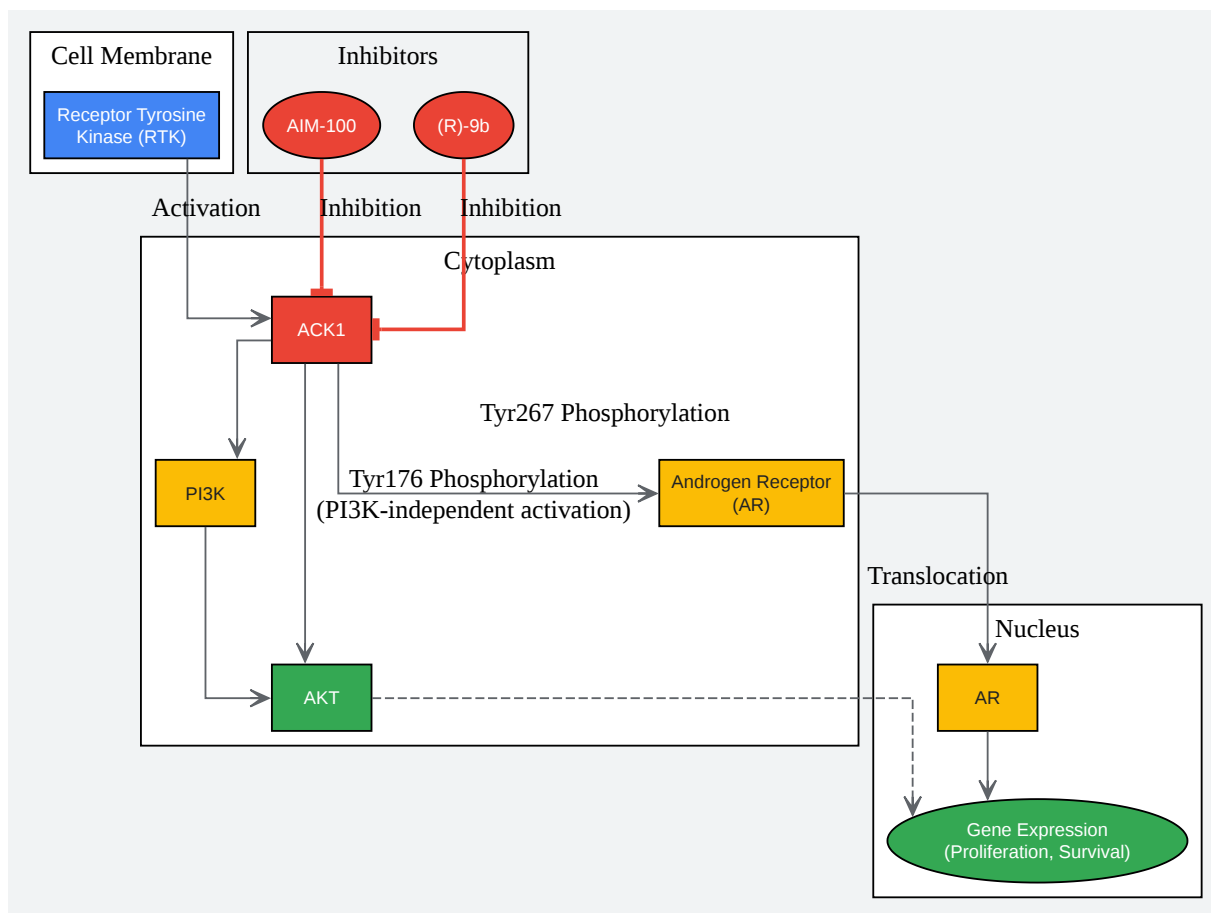 Cell Membrane
Inhibitors
Receptor Tyrosine
Kinase (RTK)
AIM-100
(R)-9b
Activation
Inhibition
Inhibition
Cytoplasm
ACK1
Tyr267 Phosphorylation
Tyr176 Phosphorylation
(PI3K-independent activation)
PI3K
Androgen Receptor
(AR)
Translocation
Nucleus
AKT
AR
Gene Expression
(Proliferation, Survival)